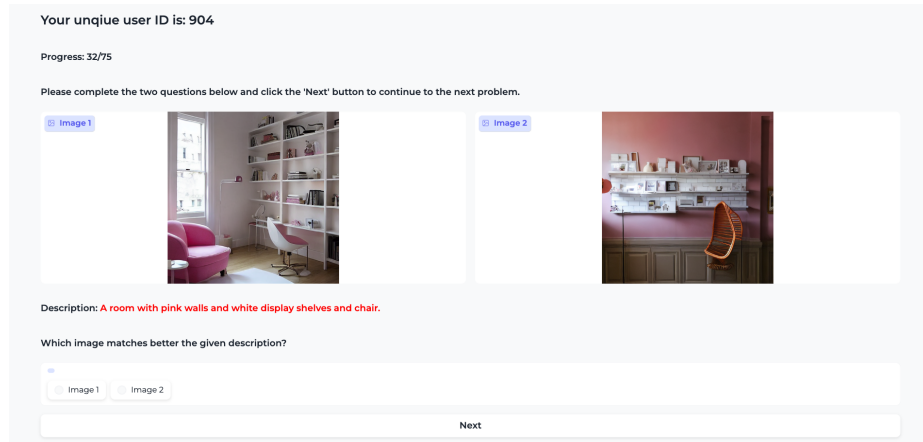 Your unqiue user ID is: 904
Progress: 32/75
Please complete the two questions below and click the 'Next' button to continue to the next problem.
Image 1
Image 2
Description: A room with pink walls and white display shelves and chair.
Which image matches better the given description?
Image 1 Image 2
Next